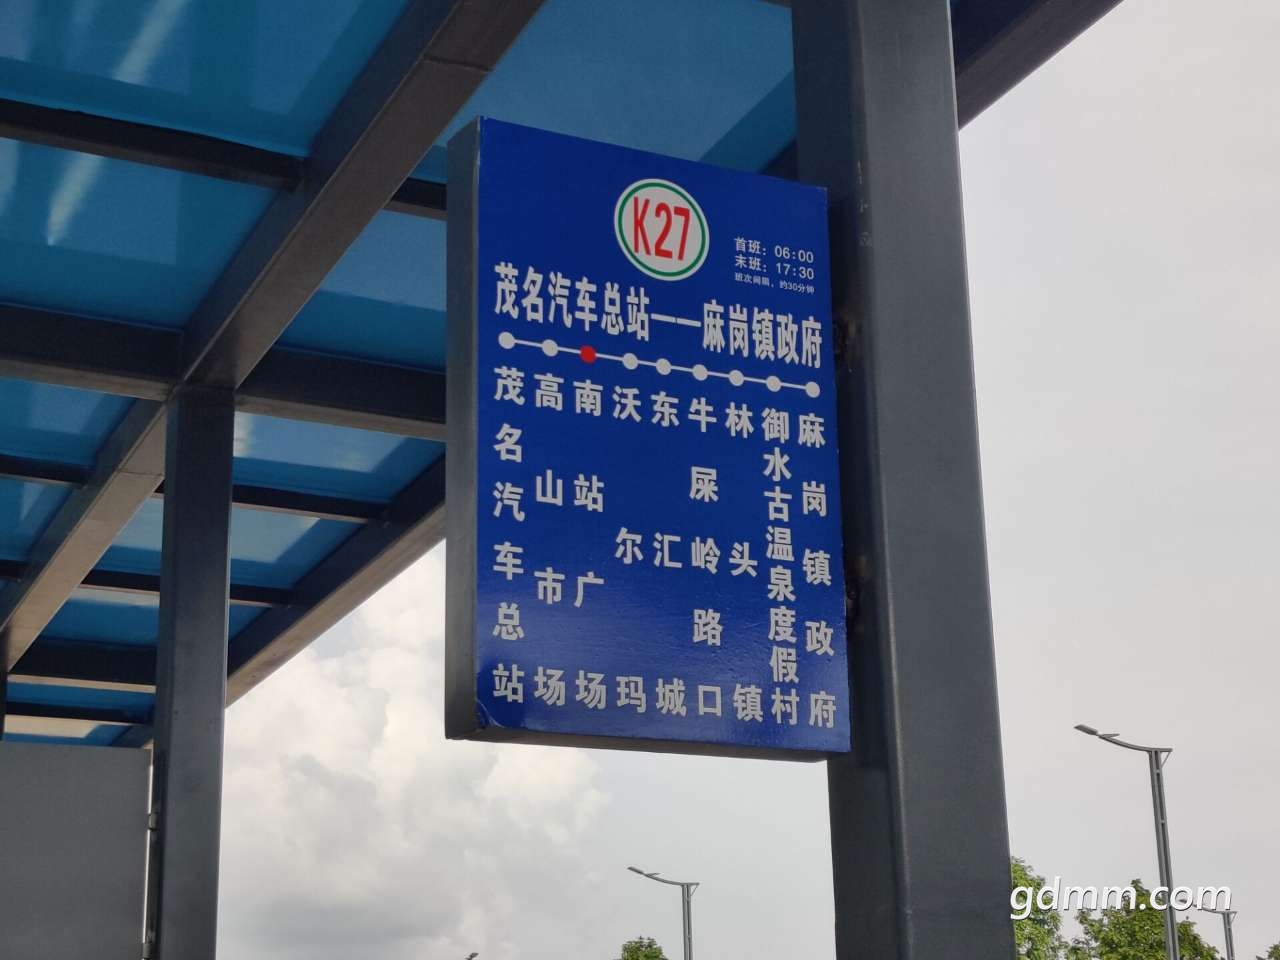 K27
首班：06:00
末班：17:30
班次间隔，约30分钟
茂名汽车总站——麻岗镇政府
茂名汽车总站
高山市场
南站广场
沃尔玛
东汇城
牛屎岭路口
林头镇
御水古温泉度假村
麻岗镇政府
gdmm.com